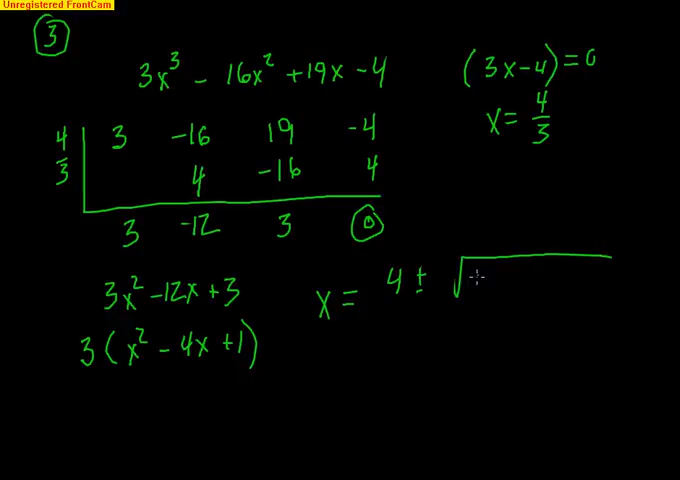 Unregistered FrontCam
3
3x³ - 16x² + 19x - 4
(3x - 4) = 0
x = 4/3
4/3 | 3 -16 19 -4
4 -16 4
3 -12 3 0
3x² - 12x + 3
3(x² - 4x + 1)
x = 4 ± √